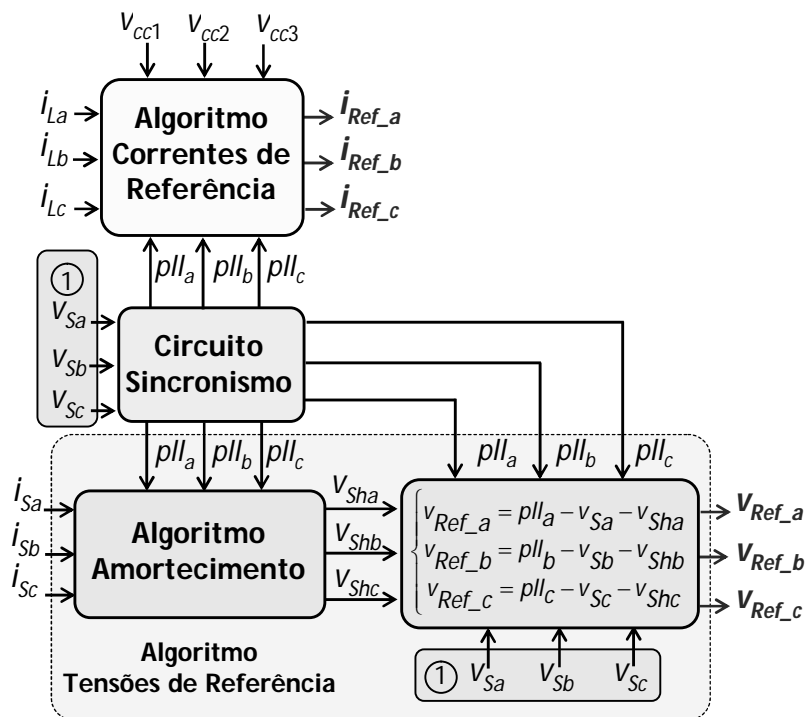 v_cc1 v_cc2 v_cc3
i_La
i_Lb
i_Lc
Algoritmo
Correntes de
Referência
i_Ref_a
i_Ref_b
i_Ref_c
pll_a pll_b pll_c
1
v_Sa
v_Sb
v_Sc
Circuito
Sincronismo
pll_a pll_b pll_c
pll_a pll_b pll_c
i_Sa
i_Sb
i_Sc
Algoritmo
Amortecimento
v_Sha
v_Shb
v_Shc
v_Ref_a = pll_a – v_Sa – v_Sha
v_Ref_b = pll_b – v_Sb – v_Shb
v_Ref_c = pll_c – v_Sc – v_Shc
v_Ref_a
v_Ref_b
v_Ref_c
Algoritmo
Tensões de Referência
1 v_Sa v_Sb v_Sc